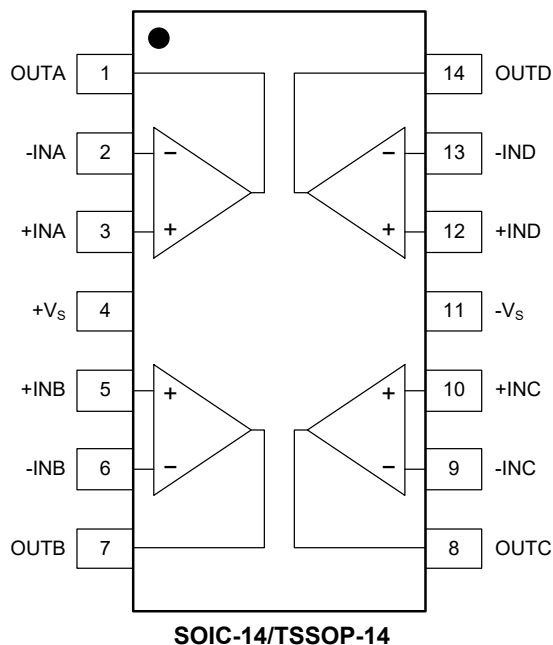 OUTA 1 14 OUTD
-INA 2 − − 13 -IND
+INA 3 + + 12 +IND
+VS 4 11 -VS
+INB 5 + + 10 +INC
-INB 6 − − 9 -INC
OUTB 7 8 OUTC
SOIC-14/TSSOP-14